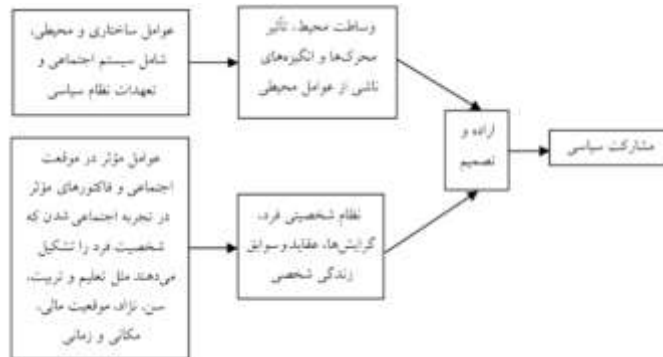 عوامل ساختاری و محیطی،
شامل سیستم اجتماعی و
تعهدات نظام سیاسی
وساطت محیط، تأثیر
محرک‌ها و انگیزه‌های
ناشی از عوامل محیطی
اراده و
تصمیم
مشارکت سیاسی
عوامل مؤثر در موقعت
اجتماعی و فاکتورهای مؤثر
در تجربه اجتماعی شدن که
شخصیت فرد را تشکیل
می‌دهند ملل تعلیم و تربیت،
سن، نژاد، موقعیت مالی،
مکانی و زمانی
نظام شخصیتی فرد،
گرایش‌ها، عقاید و سوابق
زندگی شخصی